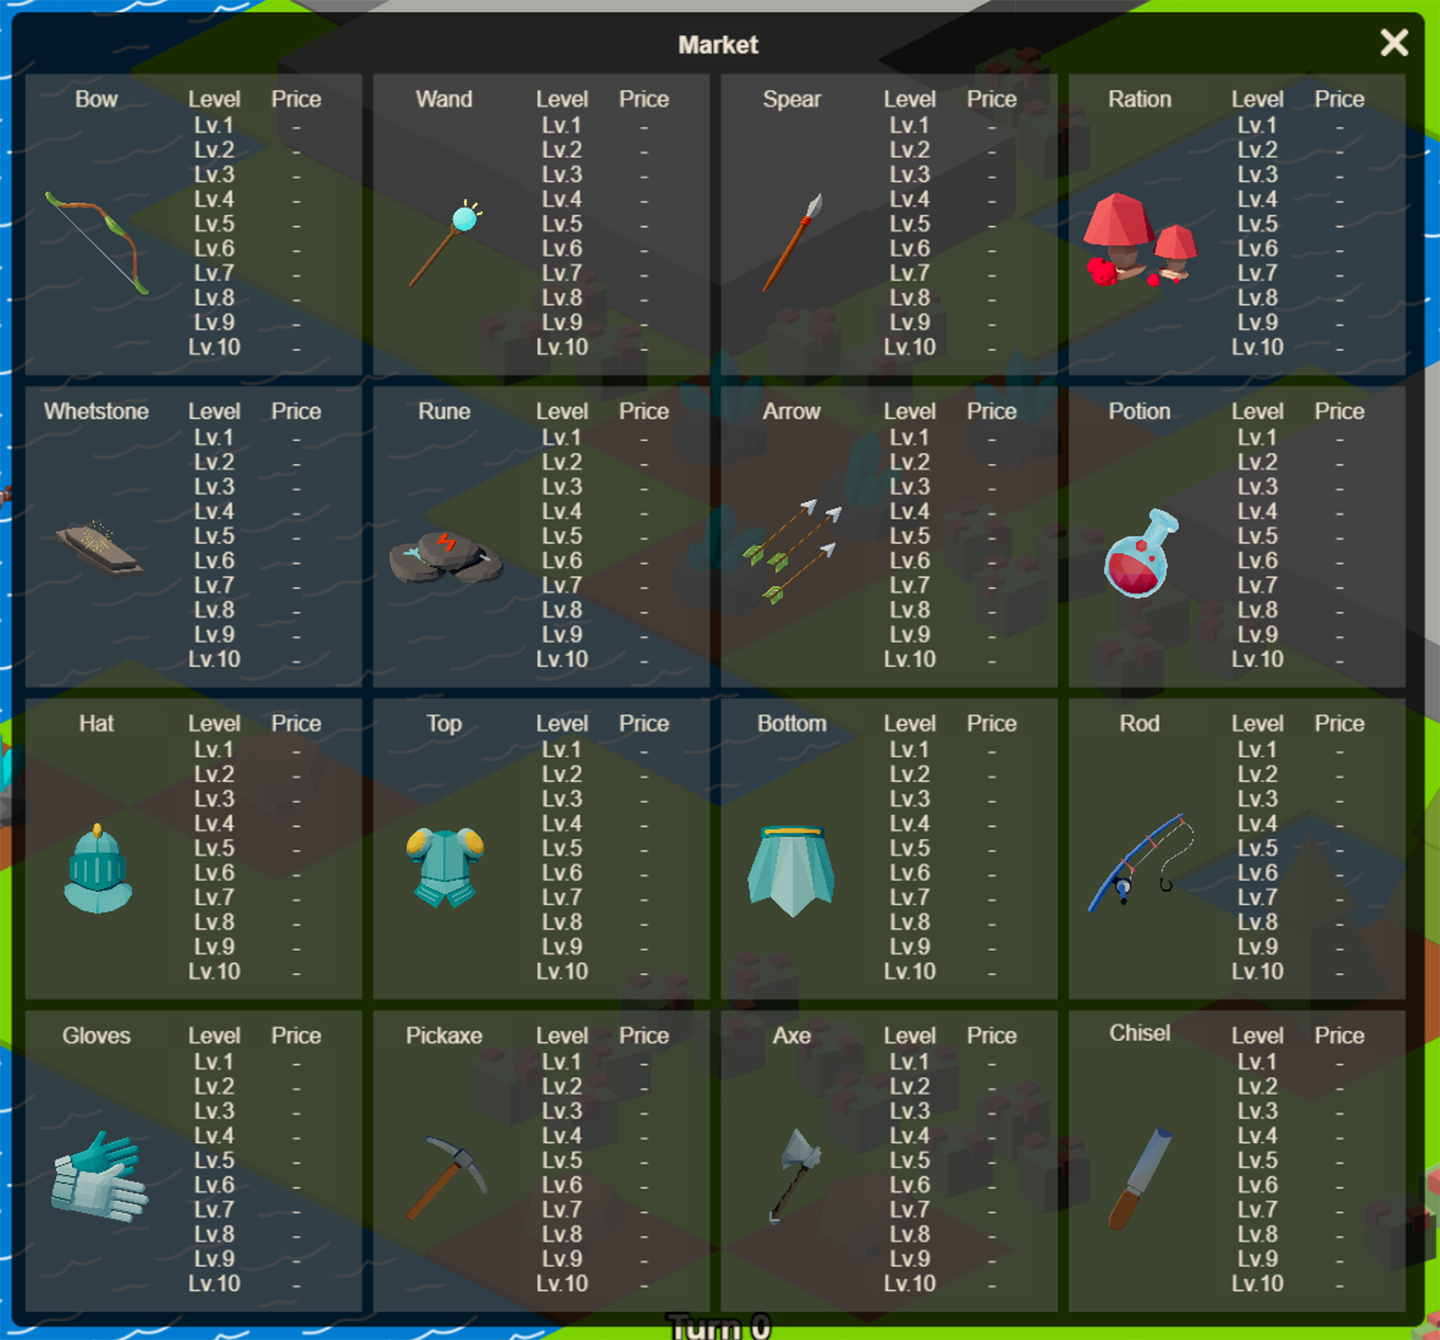 Market
Bow Level Price
Lv.1 -
Lv.2 -
Lv.3 -
Lv.4 -
Lv.5 -
Lv.6 -
Lv.7 -
Lv.8 -
Lv.9 -
Lv.10 -
Wand Level Price
Lv.1 -
Lv.2 -
Lv.3 -
Lv.4 -
Lv.5 -
Lv.6 -
Lv.7 -
Lv.8 -
Lv.9 -
Lv.10 -
Spear Level Price
Lv.1 -
Lv.2 -
Lv.3 -
Lv.4 -
Lv.5 -
Lv.6 -
Lv.7 -
Lv.8 -
Lv.9 -
Lv.10 -
Ration Level Price
Lv.1 -
Lv.2 -
Lv.3 -
Lv.4 -
Lv.5 -
Lv.6 -
Lv.7 -
Lv.8 -
Lv.9 -
Lv.10 -
Whetstone Level Price
Lv.1 -
Lv.2 -
Lv.3 -
Lv.4 -
Lv.5 -
Lv.6 -
Lv.7 -
Lv.8 -
Lv.9 -
Lv.10 -
Rune Level Price
Lv.1 -
Lv.2 -
Lv.3 -
Lv.4 -
Lv.5 -
Lv.6 -
Lv.7 -
Lv.8 -
Lv.9 -
Lv.10 -
Arrow Level Price
Lv.1 -
Lv.2 -
Lv.3 -
Lv.4 -
Lv.5 -
Lv.6 -
Lv.7 -
Lv.8 -
Lv.9 -
Lv.10 -
Potion Level Price
Lv.1 -
Lv.2 -
Lv.3 -
Lv.4 -
Lv.5 -
Lv.6 -
Lv.7 -
Lv.8 -
Lv.9 -
Lv.10 -
Hat Level Price
Lv.1 -
Lv.2 -
Lv.3 -
Lv.4 -
Lv.5 -
Lv.6 -
Lv.7 -
Lv.8 -
Lv.9 -
Lv.10 -
Top Level Price
Lv.1 -
Lv.2 -
Lv.3 -
Lv.4 -
Lv.5 -
Lv.6 -
Lv.7 -
Lv.8 -
Lv.9 -
Lv.10 -
Bottom Level Price
Lv.1 -
Lv.2 -
Lv.3 -
Lv.4 -
Lv.5 -
Lv.6 -
Lv.7 -
Lv.8 -
Lv.9 -
Lv.10 -
Rod Level Price
Lv.1 -
Lv.2 -
Lv.3 -
Lv.4 -
Lv.5 -
Lv.6 -
Lv.7 -
Lv.8 -
Lv.9 -
Lv.10 -
Gloves Level Price
Lv.1 -
Lv.2 -
Lv.3 -
Lv.4 -
Lv.5 -
Lv.6 -
Lv.7 -
Lv.8 -
Lv.9 -
Lv.10 -
Pickaxe Level Price
Lv.1 -
Lv.2 -
Lv.3 -
Lv.4 -
Lv.5 -
Lv.6 -
Lv.7 -
Lv.8 -
Lv.9 -
Lv.10 -
Axe Level Price
Lv.1 -
Lv.2 -
Lv.3 -
Lv.4 -
Lv.5 -
Lv.6 -
Lv.7 -
Lv.8 -
Lv.9 -
Lv.10 -
Chisel Level Price
Lv.1 -
Lv.2 -
Lv.3 -
Lv.4 -
Lv.5 -
Lv.6 -
Lv.7 -
Lv.8 -
Lv.9 -
Lv.10 -
Turn 0